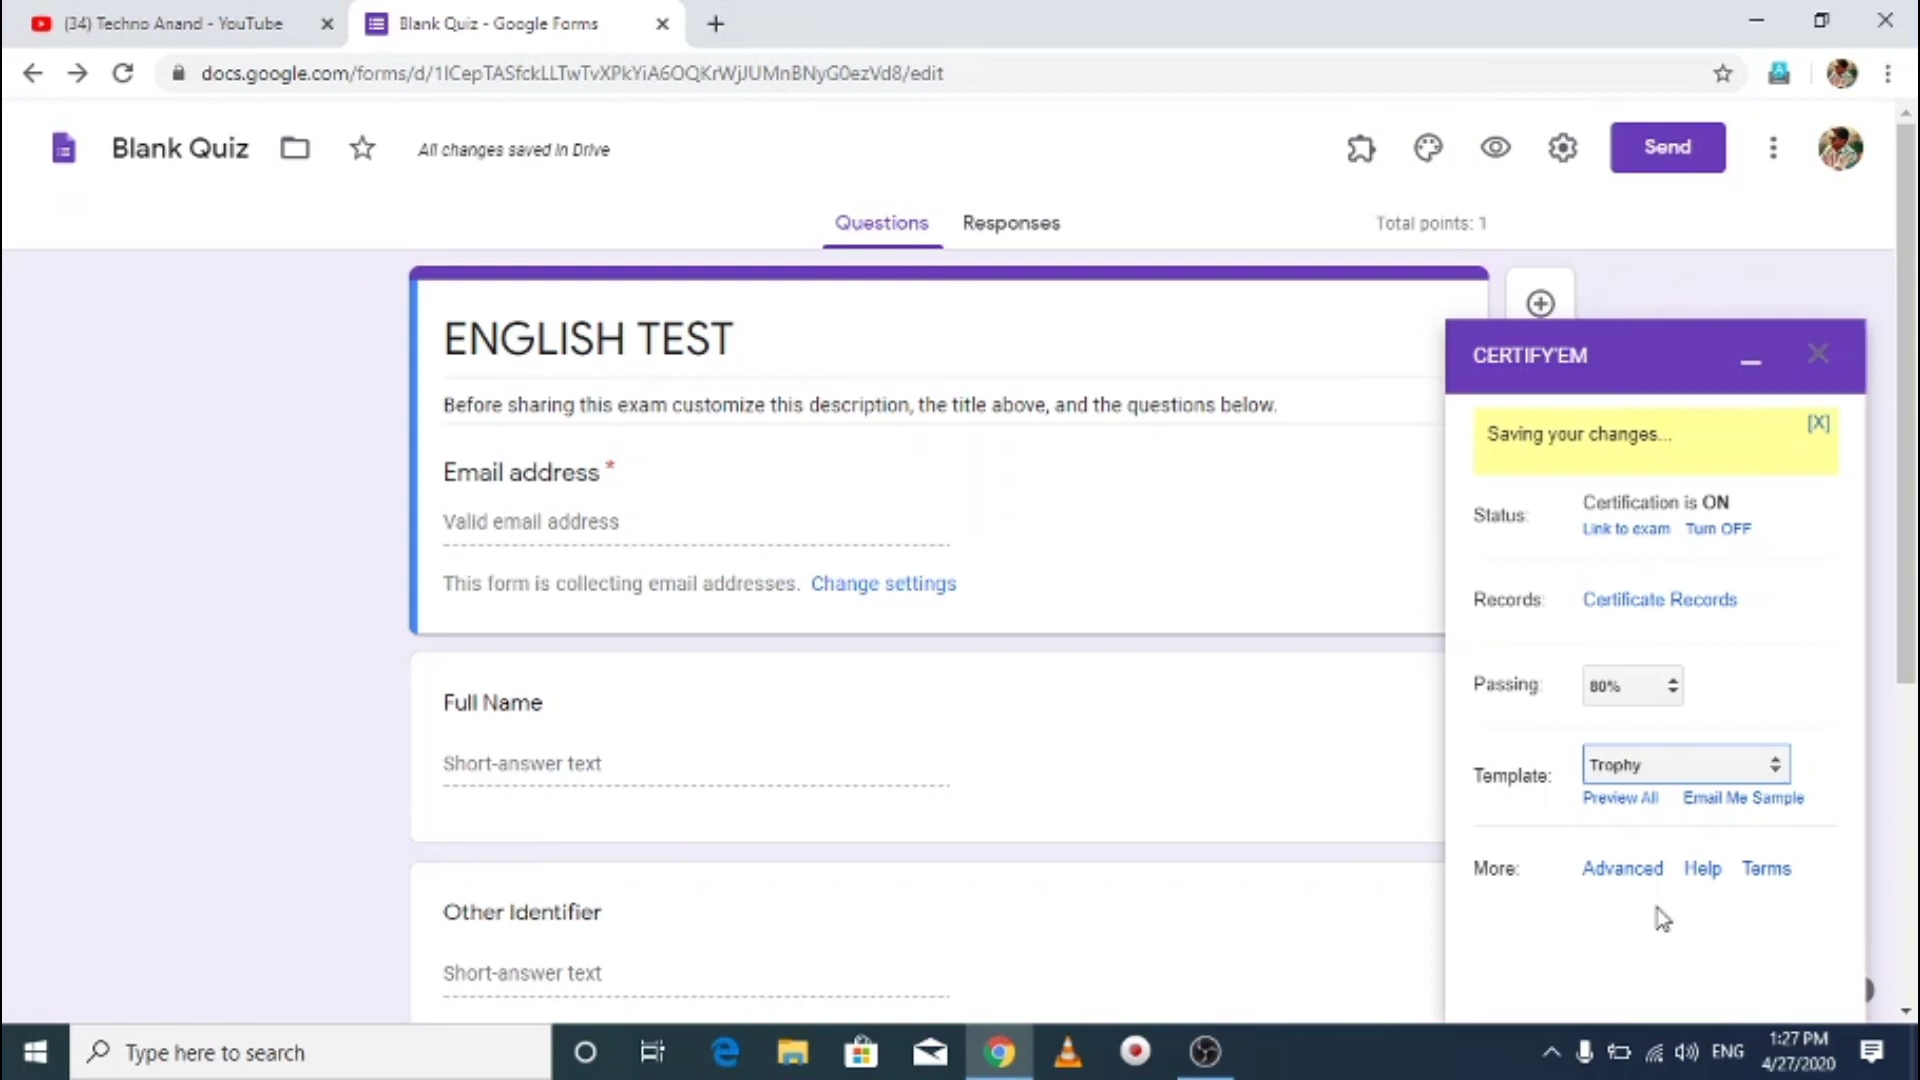 (34) Techno Anand - YouTube
Blank Quiz - Google Forms
docs.google.com/forms/d/1ICepTASfckLLTwTvXPkYiA6OQKrWjJUMnBNyG0ezVd8/edit
Blank Quiz
All changes saved in Drive
Send
Questions
Responses
Total points: 1
ENGLISH TEST
Before sharing this exam customize this description, the title above, and the questions below.
Email address *
Valid email address
This form is collecting email addresses. Change settings
Full Name
Short-answer text
Other Identifier
Short-answer text
CERTIFY'EM
Saving your changes...
[X]
Status: Certification is ON
Link to exam Turn OFF
Records: Certificate Records
Passing: 80%
Template: Trophy
Preview All Email Me Sample
More: Advanced Help Terms
Type here to search
ENG
1:27 PM
4/27/2020